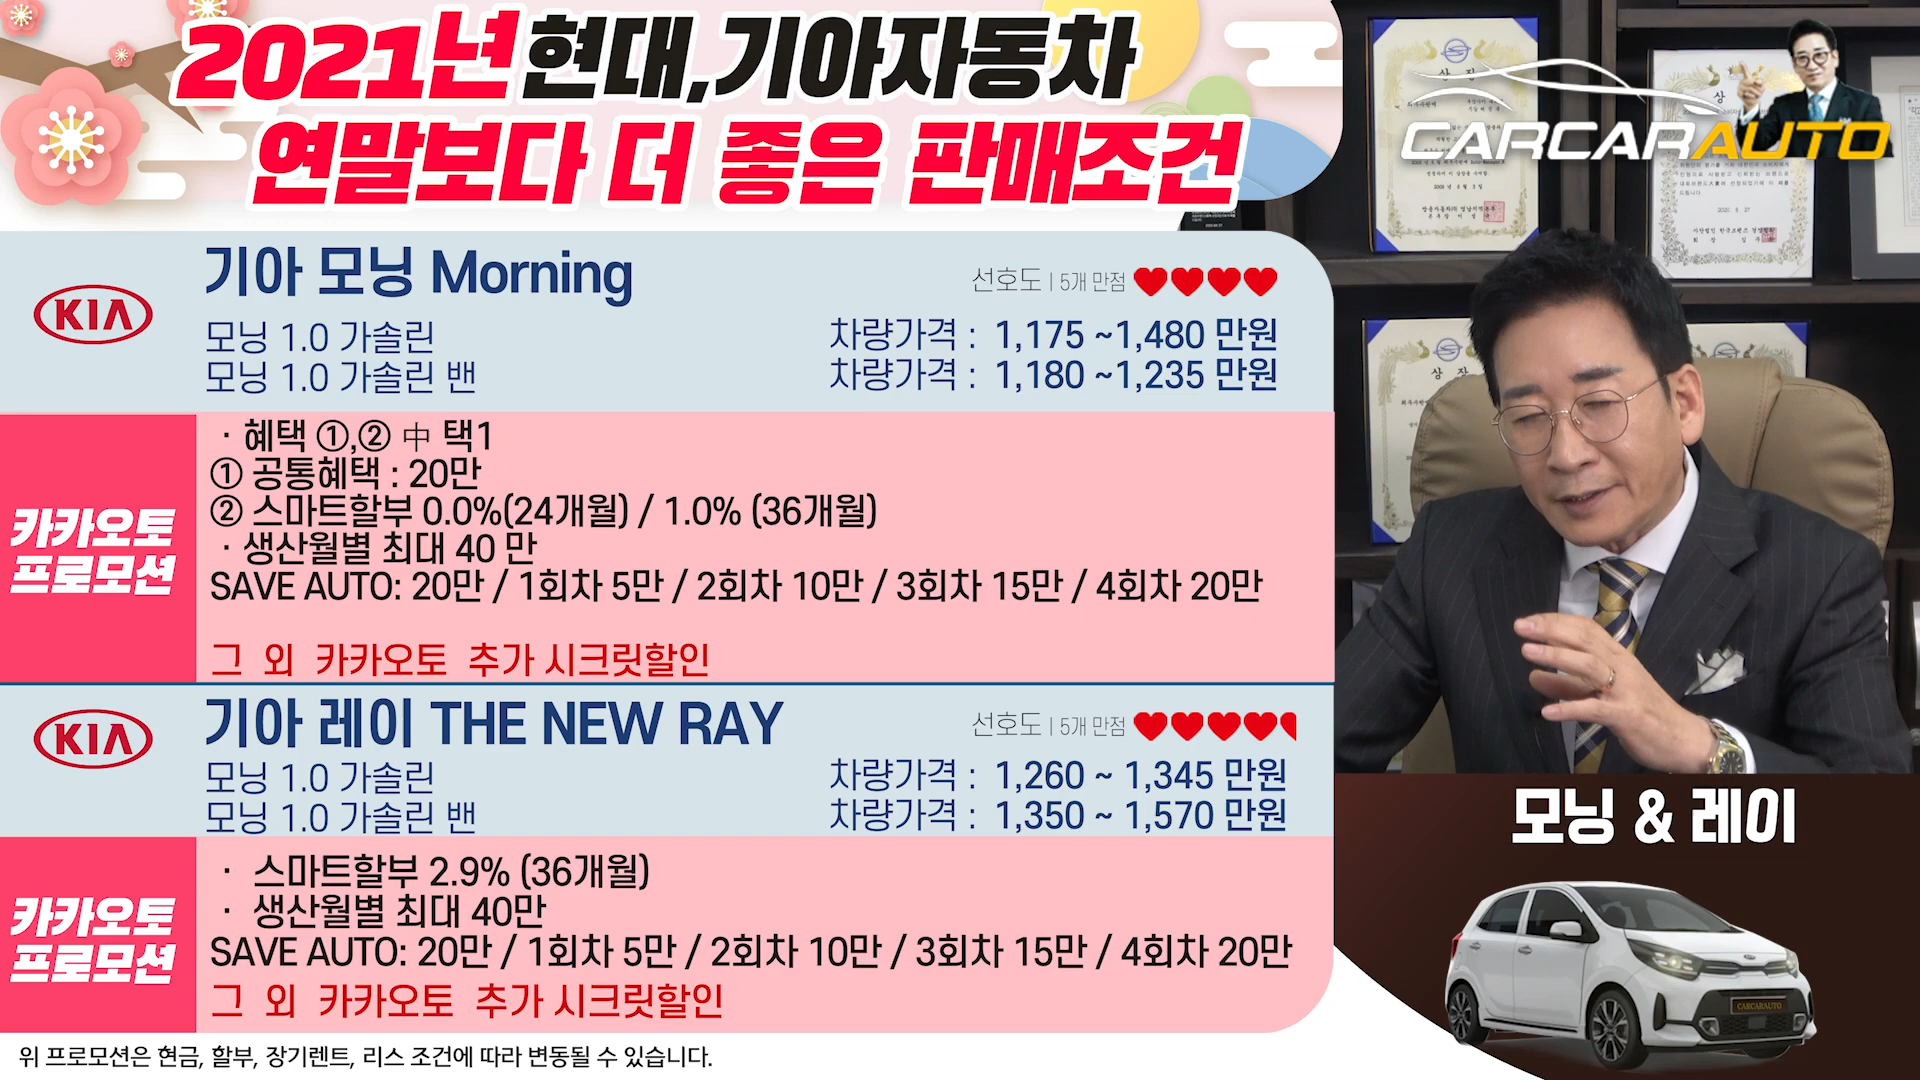 2021년 현대,기아자동차
연말보다 더 좋은 판매조건
CARCARAUTO
KIA
기아 모닝 Morning
선호도 | 5개 만점
모닝 1.0 가솔린
차량가격 : 1,175 ~1,480 만원
모닝 1.0 가솔린 밴
차량가격 : 1,180 ~1,235 만원
카카오토
프로모션
· 혜택 ①,② 中 택1
① 공통혜택 : 20만
② 스마트할부 0.0%(24개월) / 1.0% (36개월)
· 생산월별 최대 40 만
SAVE AUTO: 20만 / 1회차 5만 / 2회차 10만 / 3회차 15만 / 4회차 20만
그 외 카카오토 추가 시크릿할인
KIA
기아 레이 THE NEW RAY
선호도 | 5개 만점
모닝 1.0 가솔린
차량가격 : 1,260 ~ 1,345 만원
모닝 1.0 가솔린 밴
차량가격 : 1,350 ~ 1,570 만원
카카오토
프로모션
· 스마트할부 2.9% (36개월)
· 생산월별 최대 40만
SAVE AUTO: 20만 / 1회차 5만 / 2회차 10만 / 3회차 15만 / 4회차 20만
그 외 카카오토 추가 시크릿할인
위 프로모션은 현금, 할부, 장기렌트, 리스 조건에 따라 변동될 수 있습니다.
상 장
모닝 & 레이
CARCARAUTO